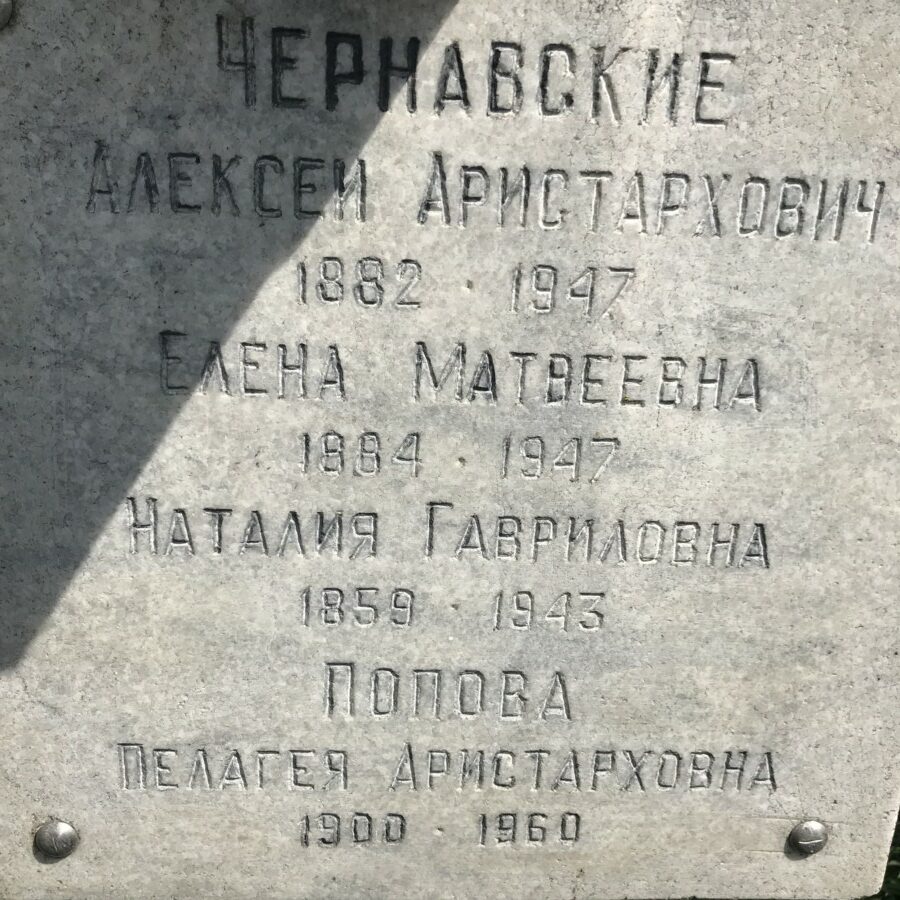 ЧЕРНАВСКИЕ
АЛЕКСЕЙ АРИСТАРХОВИЧ
1882 · 1947
ЕЛЕНА МАТВЕЕВНА
1884 · 1947
НАТАЛИЯ ГАВРИЛОВНА
1859 · 1943
ПОПОВА
ПЕЛАГЕЯ АРИСТАРХОВНА
1900 · 1960